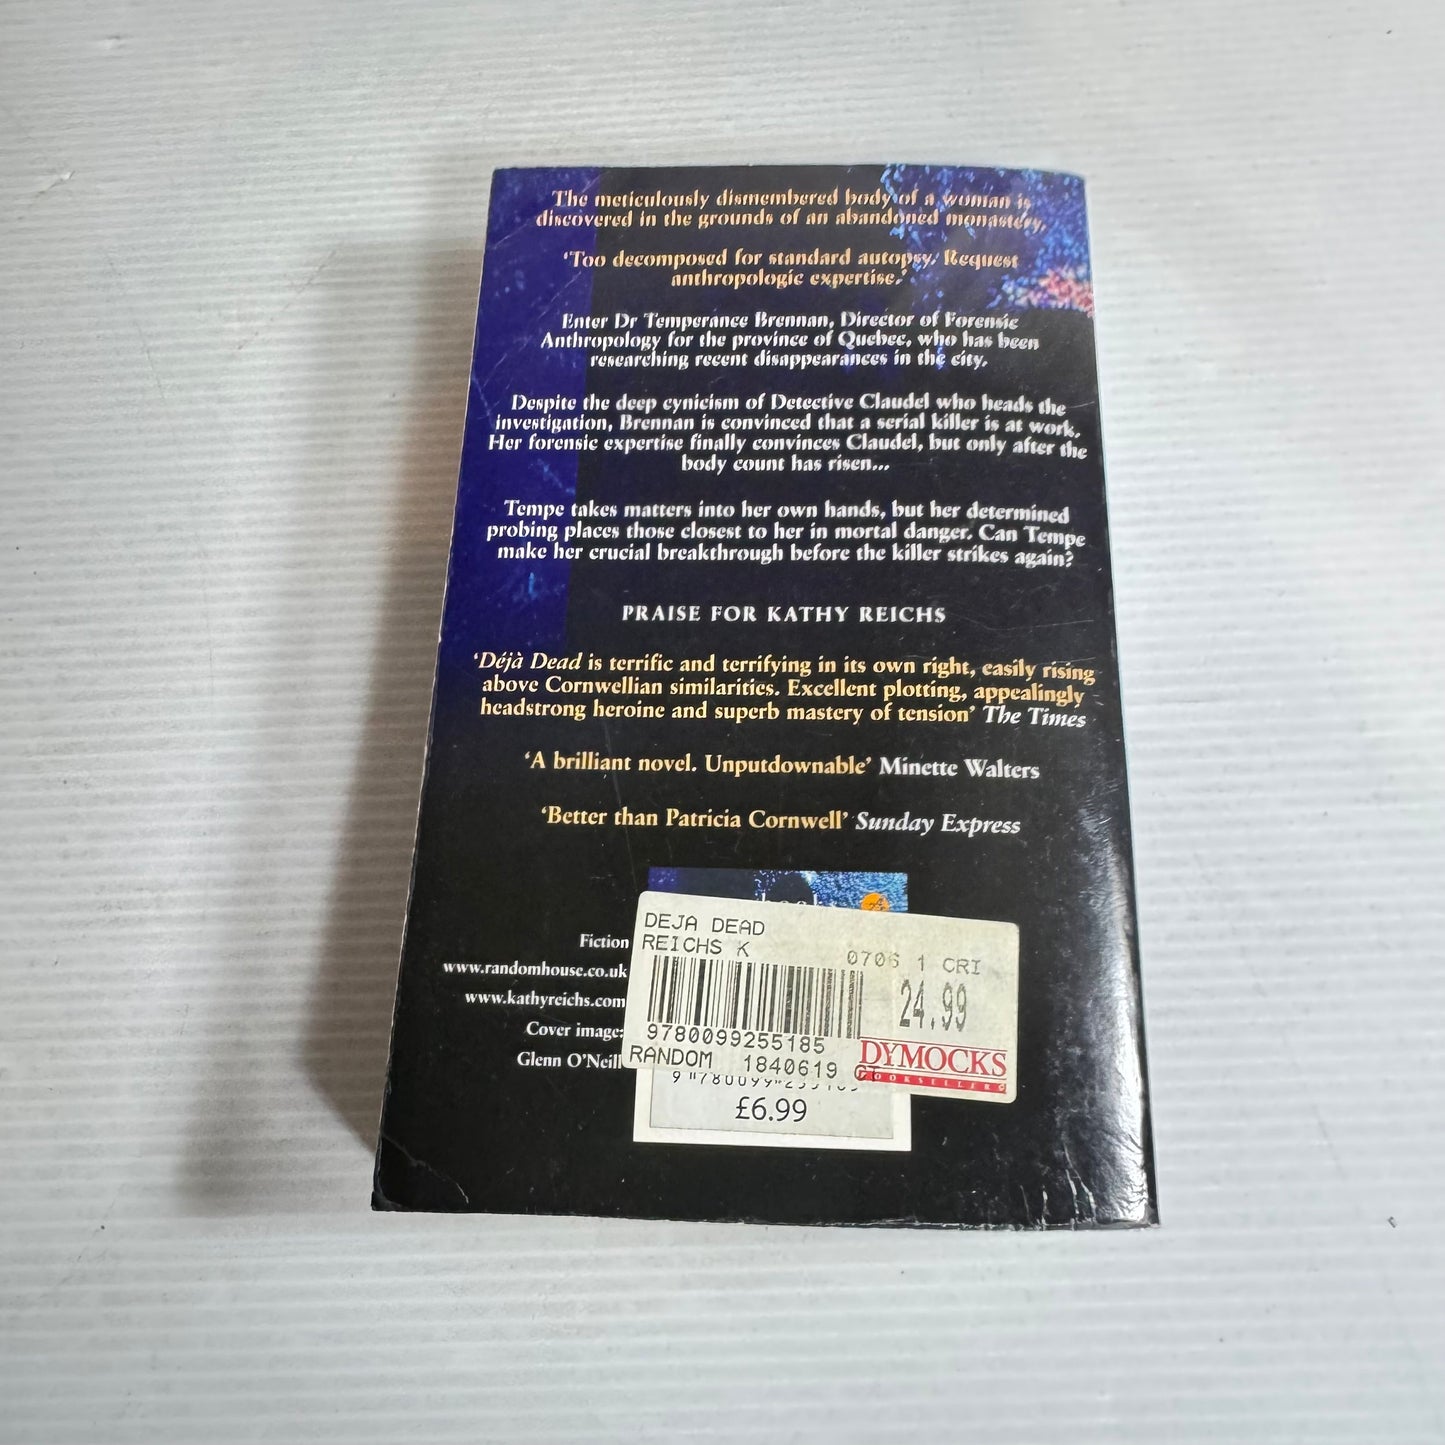 The meticulously dismembered body of a woman is
discovered in the grounds of an abandoned monastery.
‘Too decomposed for standard autopsy. Request
anthropologic expertise.’
Enter Dr Temperance Brennan, Director of Forensic
Anthropology for the province of Quebec, who has been
researching recent disappearances in the city.
Despite the deep cynicism of Detective Claudel who heads the
investigation, Brennan is convinced that a serial killer is at work.
Her forensic expertise finally convinces Claudel, but only after the
body count has risen...
Tempe takes matters into her own hands, but her determined
probing places those closest to her in mortal danger. Can Tempe
make her crucial breakthrough before the killer strikes again?
PRAISE FOR KATHY REICHS
‘Déjà Dead is terrific and terrifying in its own right, easily rising
above Cornwellian similarities. Excellent plotting, appealingly
headstrong heroine and superb mastery of tension’ The Times
‘A brilliant novel. Unputdownable’ Minette Walters
‘Better than Patricia Cornwell’ Sunday Express
Fiction
www.randomhouse.co.uk
www.kathyreichs.com
Cover image:
Glenn O’Neill
DEJA DEAD
REICHS K
0706 1 CRI
24.99
9780099255185
RANDOM 1840619 CT
DYMOCKS
BOOKSELLERS
£6.99